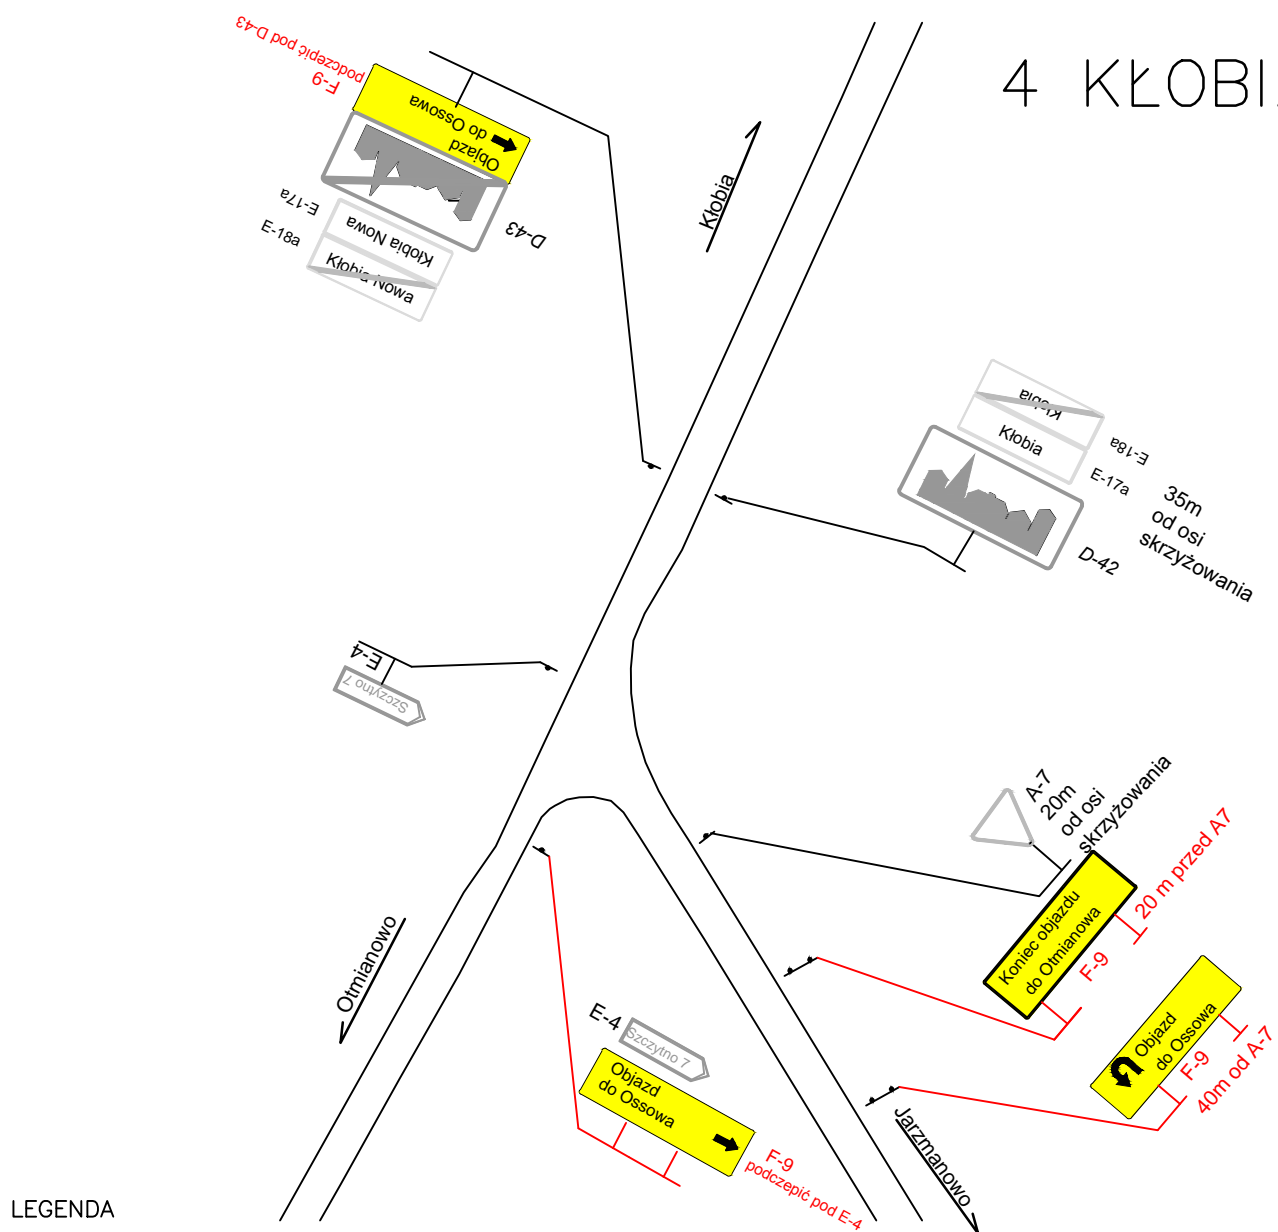 4 KŁOBI
podczepić pod D-43
F-9
Objazd
do Ossowa
D-43
E-17a
Kłobia Nowa
E-18a
Kłobia Nowa
Kłobia
Kłobia
E-18a
Kłobia
E-17a
D-42
35m
od osi
skrzyżowania
E-4
Szczytno 7
A-7
20m
od osi
skrzyżowania
20 m przed A7
Koniec objazdu
do Otmianowa
F-9
Objazd
do Ossowa
F-9
40m od A-7
Otmianowo
E-4
Szczytno 7
Objazd
do Ossowa
F-9
podczepić pod E-4
Jarzmanowo
LEGENDA